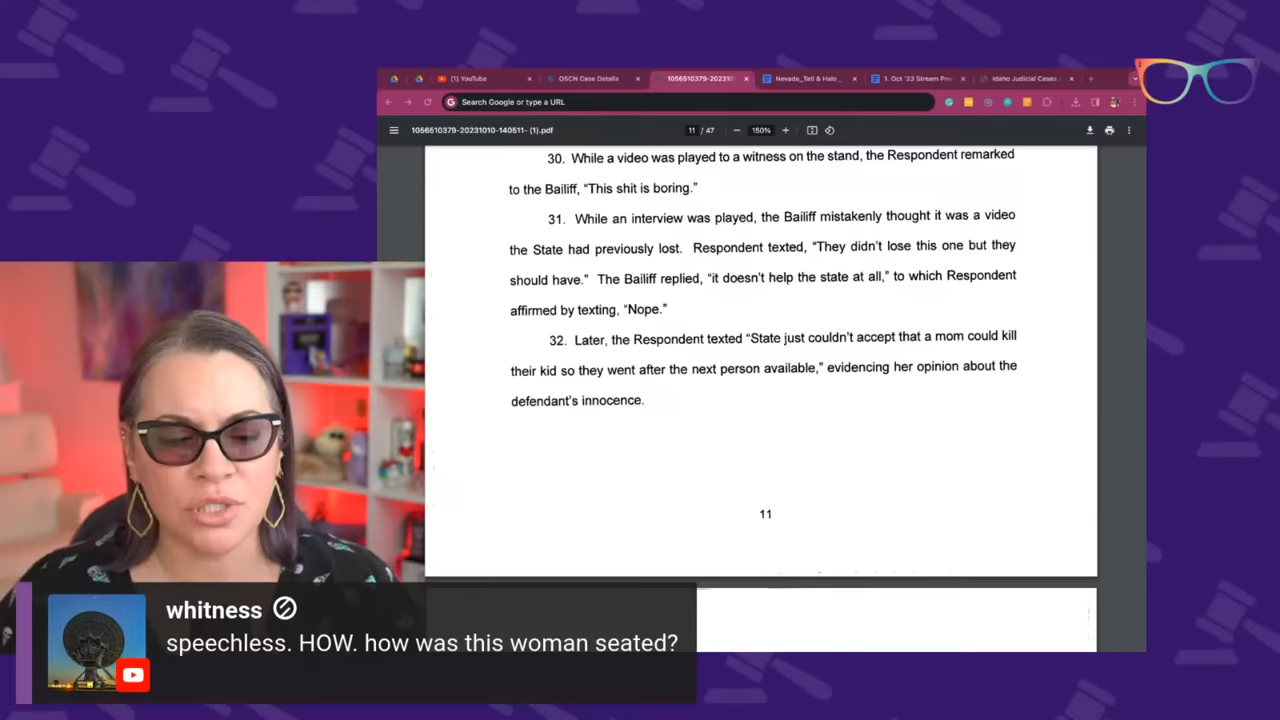 (1) YouTube
OSCN Case Details
1056510379-202310
Nevada_Tati & Halo_
1. Oct '23 Stream Pre
Idaho Judicial Cases
Search Google or type a URL
1056510379-20231010-140511- (1).pdf
11 / 47
150%
30. While a video was played to a witness on the stand, the Respondent remarked
to the Bailiff, “This shit is boring.”
31. While an interview was played, the Bailiff mistakenly thought it was a video
the State had previously lost. Respondent texted, “They didn’t lose this one but they
should have.” The Bailiff replied, “it doesn’t help the state at all,” to which Respondent
affirmed by texting, “Nope.”
32. Later, the Respondent texted “State just couldn’t accept that a mom could kill
their kid so they went after the next person available,” evidencing her opinion about the
defendant’s innocence.
11
whitness
speechless. HOW. how was this woman seated?